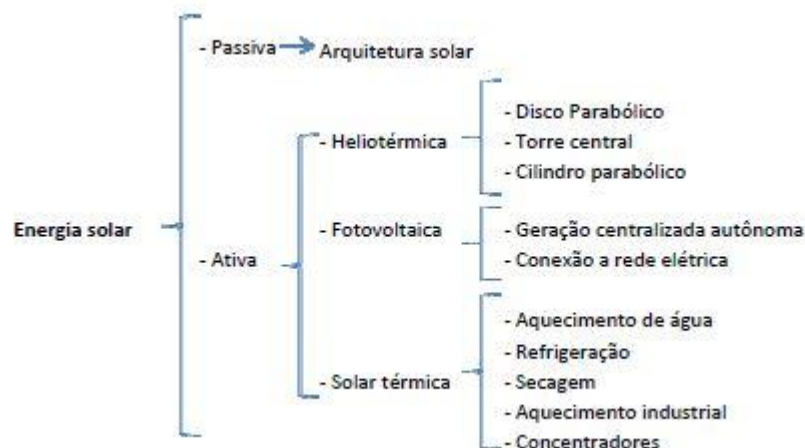 - Passiva
Arquitetura solar
- Disco Parabólico
- Heliotérmica
- Torre central
- Cilindro parabólico
Energia solar
- Fotovoltaica
- Geração centralizada autônoma
- Ativa
- Conexão a rede elétrica
- Aquecimento de água
- Refrigeração
- Solar térmica
- Secagem
- Aquecimento industrial
- Concentradores